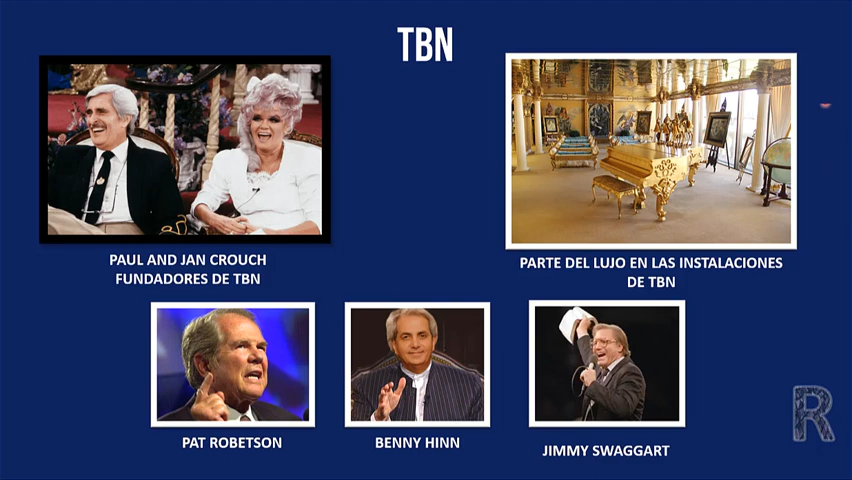 TBN
PAUL AND JAN CROUCH
FUNDADORES DE TBN
PARTE DEL LUJO EN LAS INSTALACIONES
DE TBN
PAT ROBETSON
BENNY HINN
JIMMY SWAGGART
R